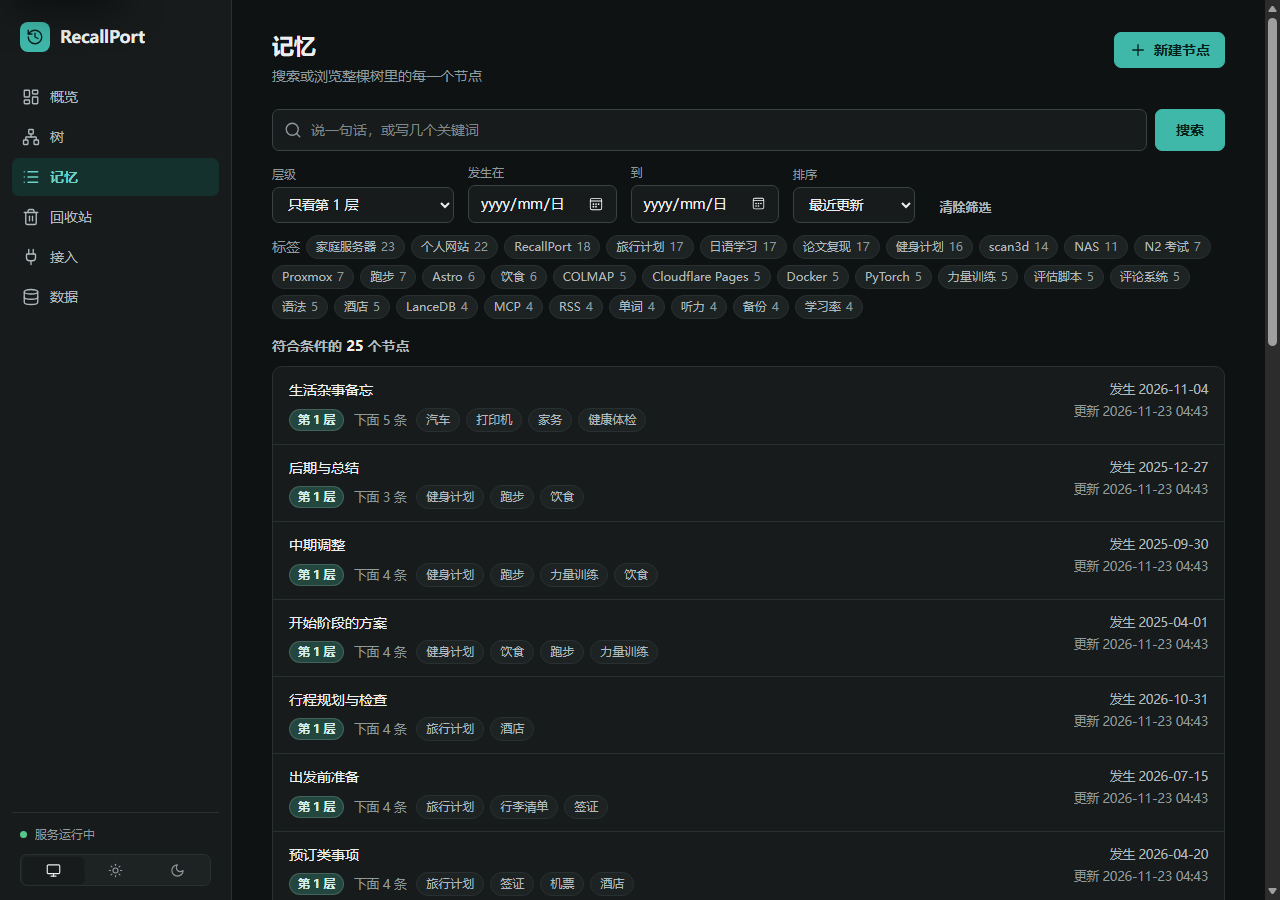 RecallPort
概览
树
记忆
回收站
接入
数据
服务运行中
记忆
搜索或浏览整棵树里的每一个节点
新建节点
说一句话，或写几个关键词
搜索
层级 发生在 到 排序
只看第 1 层 yyyy/mm/日 yyyy/mm/日 最近更新 清除筛选
标签 家庭服务器 23 个人网站 22 RecallPort 18 旅行计划 17 日语学习 17 论文复现 17 健身计划 16 scan3d 14 NAS 11 N2 考试 7
Proxmox 7 跑步 7 Astro 6 饮食 6 COLMAP 5 Cloudflare Pages 5 Docker 5 PyTorch 5 力量训练 5 评估脚本 5 评论系统 5
语法 5 酒店 5 LanceDB 4 MCP 4 RSS 4 单词 4 听力 4 备份 4 学习率 4
符合条件的 25 个节点
生活杂事备忘 发生 2026-11-04
第 1 层 下面 5 条 汽车 打印机 家务 健康体检 更新 2026-11-23 04:43
后期与总结 发生 2025-12-27
第 1 层 下面 3 条 健身计划 跑步 饮食 更新 2026-11-23 04:43
中期调整 发生 2025-09-30
第 1 层 下面 4 条 健身计划 跑步 力量训练 饮食 更新 2026-11-23 04:43
开始阶段的方案 发生 2025-04-01
第 1 层 下面 4 条 健身计划 饮食 跑步 力量训练 更新 2026-11-23 04:43
行程规划与检查 发生 2026-10-31
第 1 层 下面 4 条 旅行计划 酒店 更新 2026-11-23 04:43
出发前准备 发生 2026-07-15
第 1 层 下面 4 条 旅行计划 行李清单 签证 更新 2026-11-23 04:43
预订类事项 发生 2026-04-20
第 1 层 下面 4 条 旅行计划 签证 机票 酒店 更新 2026-11-23 04:43